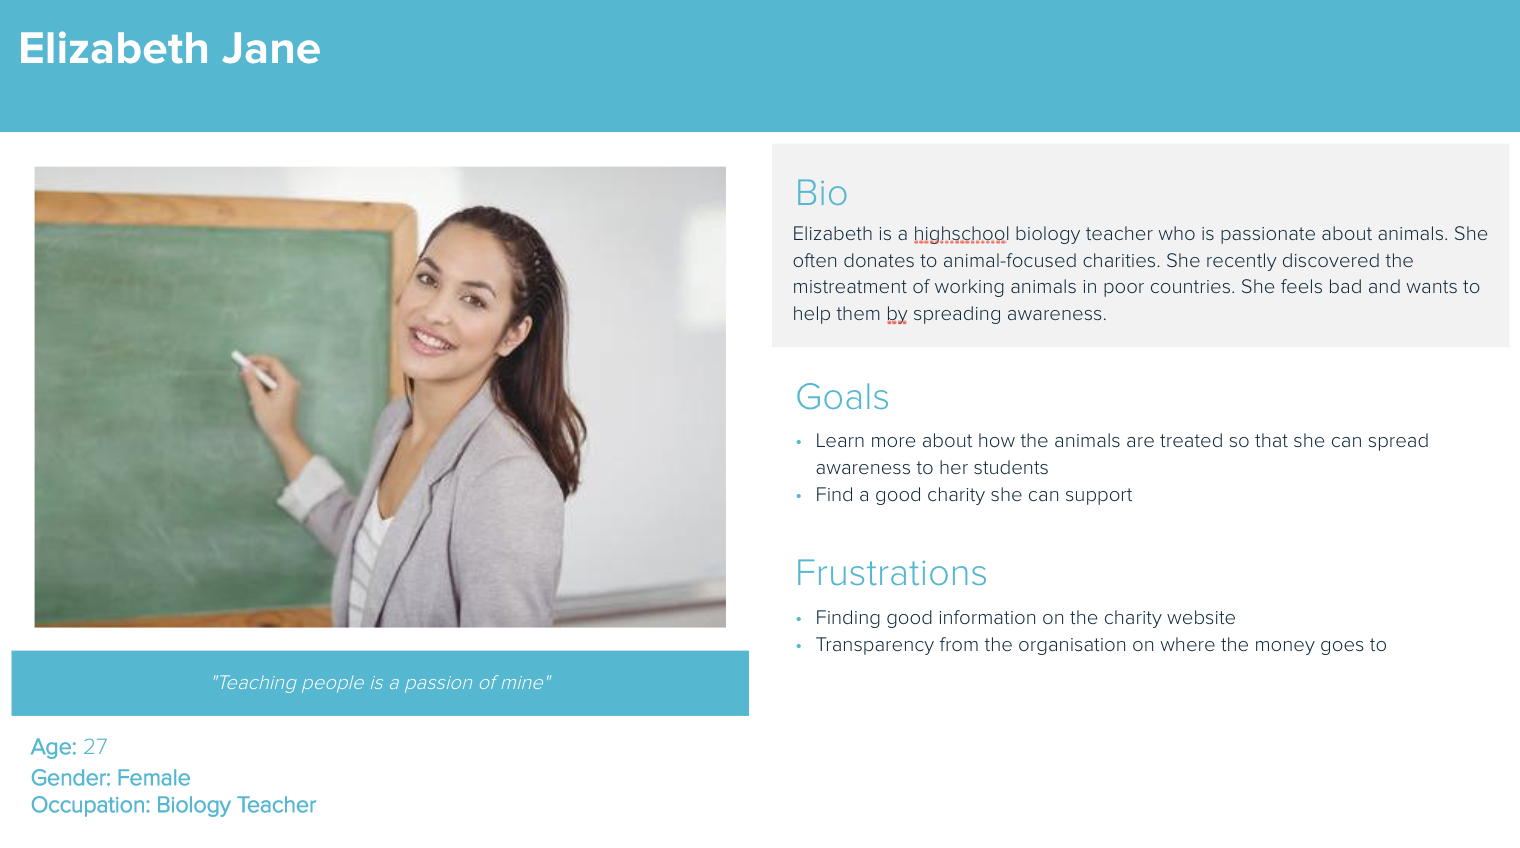 Elizabeth Jane
Bio
Elizabeth is a highschool biology teacher who is passionate about animals. She
often donates to animal-focused charities. She recently discovered the
mistreatment of working animals in poor countries. She feels bad and wants to
help them by spreading awareness.
Goals
• Learn more about how the animals are treated so that she can spread
awareness to her students
• Find a good charity she can support
Frustrations
• Finding good information on the charity website
• Transparency from the organisation on where the money goes to
"Teaching people is a passion of mine"
Age: 27
Gender: Female
Occupation: Biology Teacher